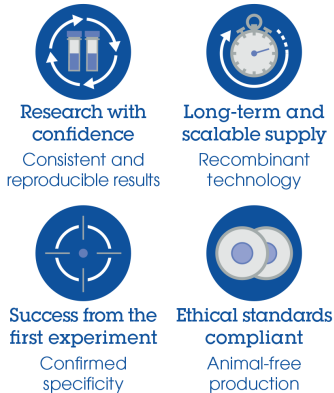 Research with
confidence
Consistent and
reproducible results
Long-term and
scalable supply
Recombinant
technology
Success from the
first experiment
Confirmed
specificity
Ethical standards
compliant
Animal-free
production